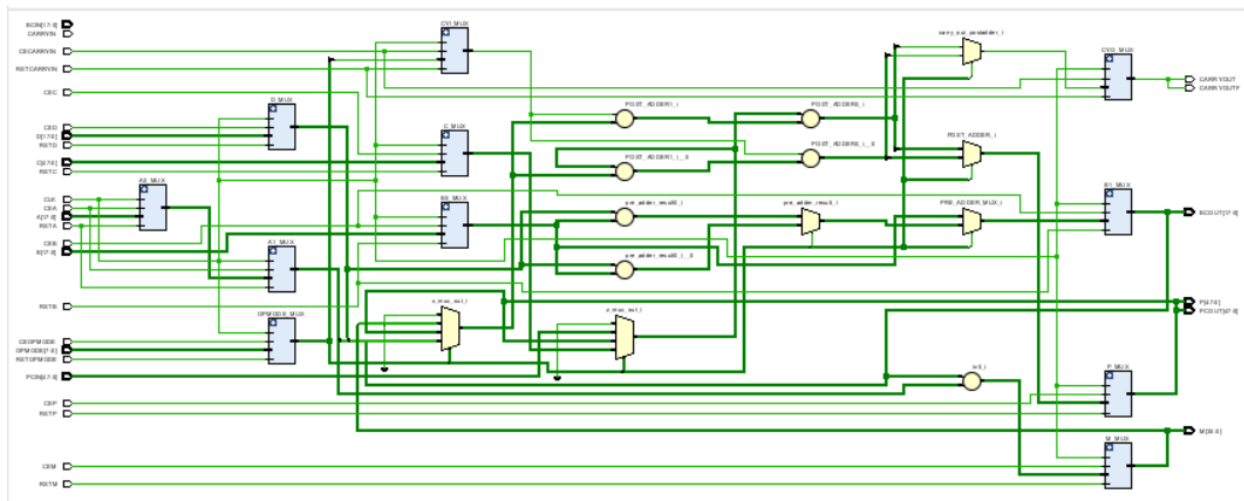 BCIN[17:0]
CARRYIN
CECARRYIN
RSTCARRYIN
CEC
CED
D[17:0]
RSTD
C[47:0]
RSTC
CLK
CEA
A[17:0]
RSTA
CEB
B[17:0]
RSTB
CEOPMODE
OPMODE[7:0]
RSTOPMODE
PCIN[47:0]
CEP
RSTP
CEM
RSTM
A0_MUX
D_MUX
A1_MUX
OPMODE_MUX
CYI_MUX
C_MUX
B0_MUX
x_mux_out_i
POST_ADDER1_i
POST_ADDER1_i__0
pre_adder_result0_i
pre_adder_result0_i__0
z_mux_out_i
POST_ADDER0_i
POST_ADDER0_i__0
pre_adder_result_i
carry_out_postadder_i
POST_ADDER_i
PRE_ADDER_MUX_i
CYO_MUX
B1_MUX
P_MUX
M_MUX
CARRYOUT
CARRYOUTF
BCOUT[17:0]
P[47:0]
PCOUT[47:0]
M[35:0]